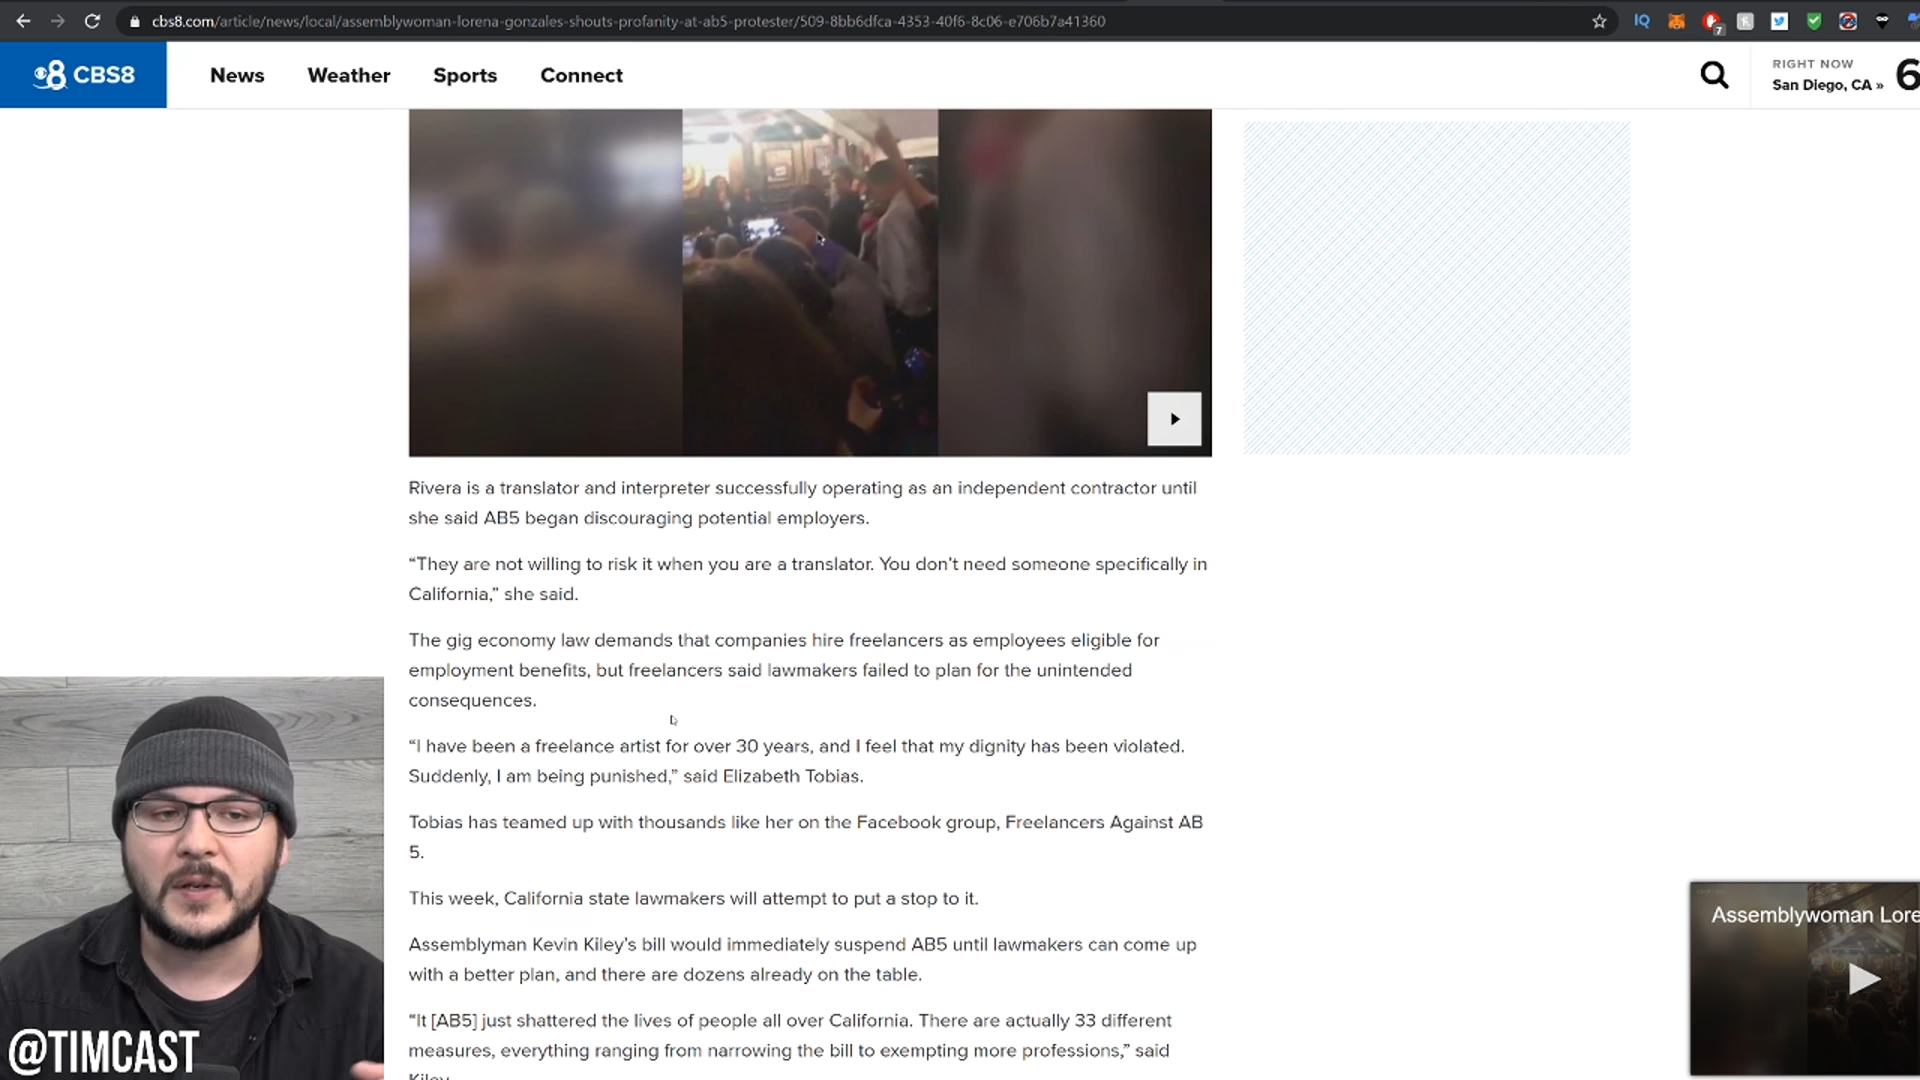 cbs8.com/article/news/local/assemblywoman-lorena-gonzales-shouts-profanity-at-ab5-protester/509-8bb6dfca-4353-40f6-8c06-e706b7a41360
IQ
7
8 CBS8
News
Weather
Sports
Connect
RIGHT NOW
San Diego, CA »
6
Rivera is a translator and interpreter successfully operating as an independent contractor until
she said AB5 began discouraging potential employers.
“They are not willing to risk it when you are a translator. You don’t need someone specifically in
California,” she said.
The gig economy law demands that companies hire freelancers as employees eligible for
employment benefits, but freelancers said lawmakers failed to plan for the unintended
consequences.
“I have been a freelance artist for over 30 years, and I feel that my dignity has been violated.
Suddenly, I am being punished,” said Elizabeth Tobias.
Tobias has teamed up with thousands like her on the Facebook group, Freelancers Against AB
5.
This week, California state lawmakers will attempt to put a stop to it.
Assemblyman Kevin Kiley’s bill would immediately suspend AB5 until lawmakers can come up
with a better plan, and there are dozens already on the table.
“It [AB5] just shattered the lives of people all over California. There are actually 33 different
measures, everything ranging from narrowing the bill to exempting more professions,” said
Kiley
Assemblywoman Lore
@TIMCAST